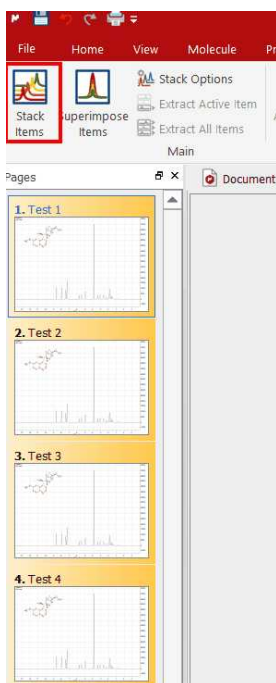 File Home View Molecule Pr
Stack Items
Superimpose Items
Stack Options
Extract Active Item
Extract All Items
Main
Pages
Document
1. Test 1
2. Test 2
3. Test 3
4. Test 4